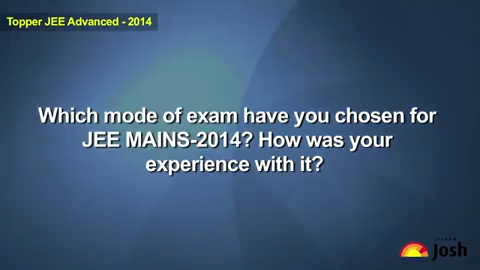 Topper JEE Advanced - 2014
Which mode of exam have you chosen for
JEE MAINS-2014? How was your
experience with it?
JAGRAN
Josh